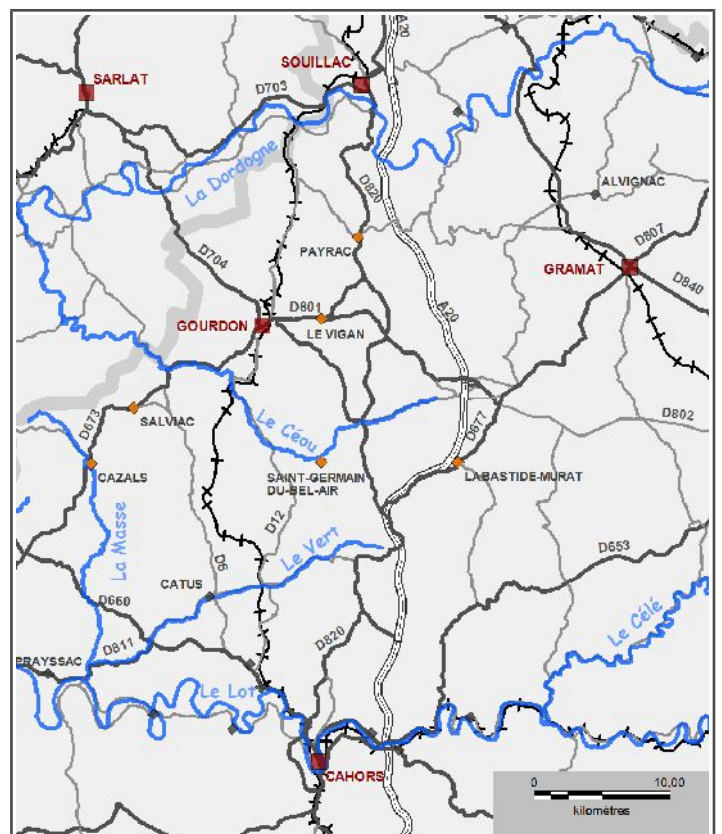 A20
SOUILLAC
SARLAT
D703
La Dordogne
D820
ALVIGNAC
PAYRAC
D807
GRAMAT
D704
D840
A20
D801
GOURDON
LE VIGAN
D802
SALVIAC
D673
Le Céou
D677
CAZALS
SAINT-GERMAIN
DU-BEL-AIR
LABASTIDE-MURAT
La Masse
D12
Le Vert
D6
D653
CATUS
D660
Le Célé
D811
D820
PRAYSSAC
Le Lot
CAHORS
0 10,00
kilomètres